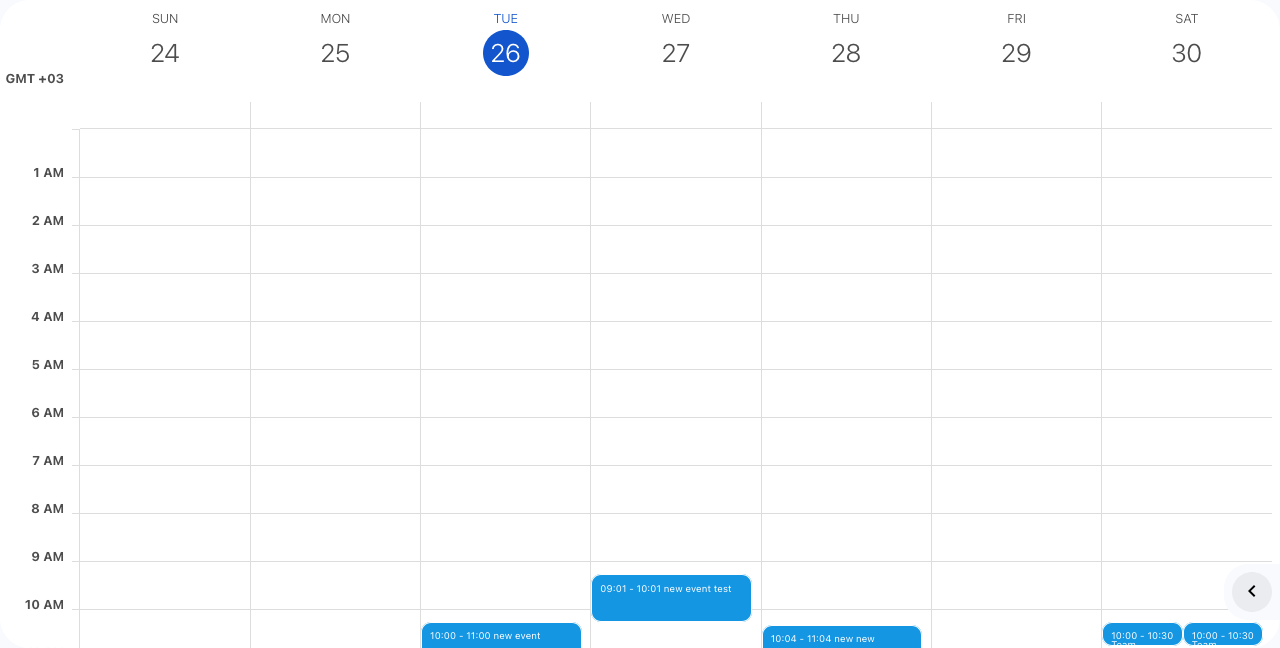 SUN MON TUE WED THU FRI SAT
24 25 26 27 28 29 30
GMT +03
1 AM
2 AM
3 AM
4 AM
5 AM
6 AM
7 AM
8 AM
9 AM
09:01 - 10:01 new event test
10 AM
10:00 - 11:00 new event
10:04 - 11:04 new new
10:00 - 10:30
Team
10:00 - 10:30
Team